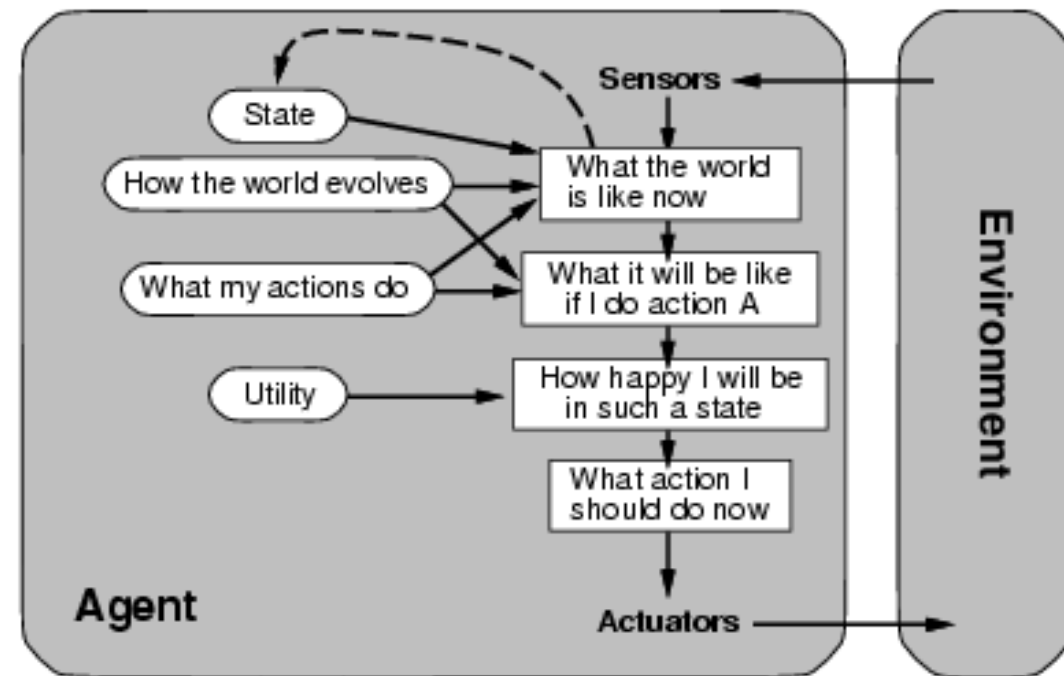 Sensors
State
What the world
is like now
How the world evolves
What it will be like
if I do action A
What my actions do
How happy I will be
in such a state
Utility
What action I
should do now
Agent
Actuators
Environment